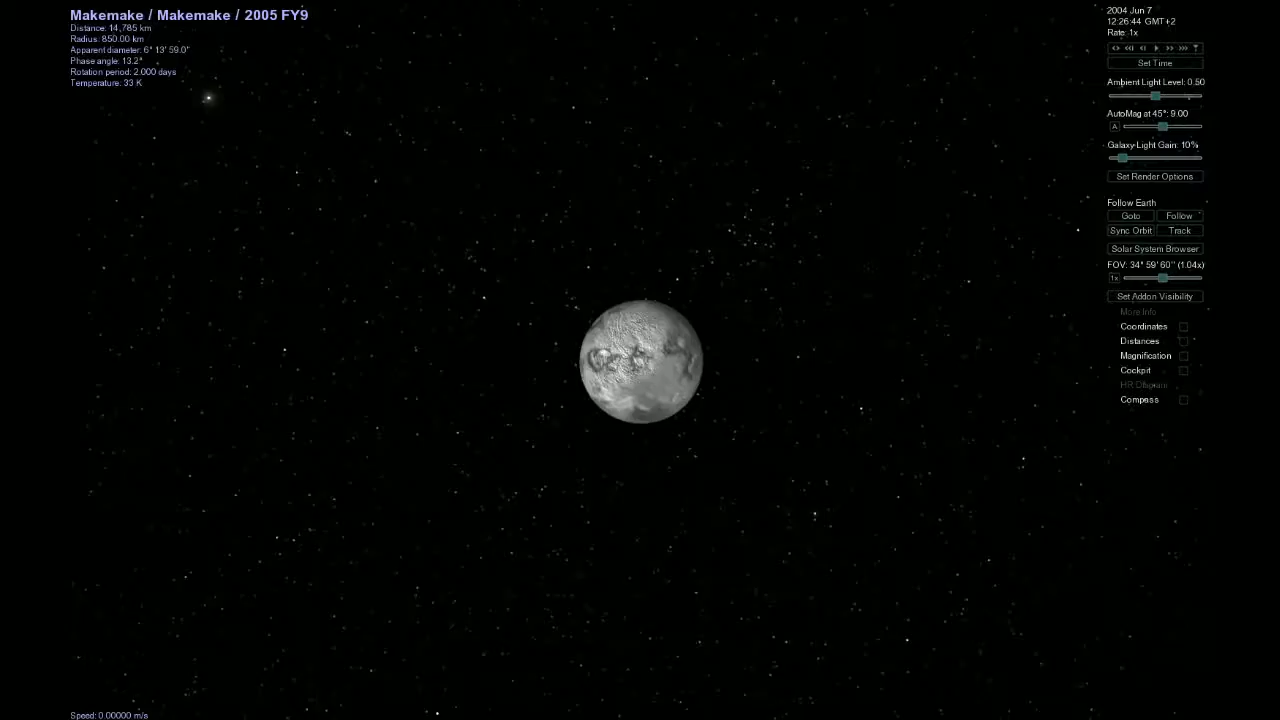 Makemake / Makemake / 2005 FY9
Distance: 14,785 km
Radius: 850.00 km
Apparent diameter: 6° 13' 59.0"
Phase angle: 13.2°
Rotation period: 2.000 days
Temperature: 33 K
2004 Jun 7
12:26:44 GMT+2
Rate: 1x
Set Time
Ambient Light Level: 0.50
AutoMag at 45°: 9.00
A
Galaxy Light Gain: 10%
Set Render Options
Follow Earth
Goto Follow
Sync Orbit Track
Solar System Browser
FOV: 34° 59' 60'' (1.04x)
1x
Set Addon Visibility
More Info
Coordinates
Distances
Magnification
Cockpit
HR Diagram
Compass
Speed: 0.00000 m/s